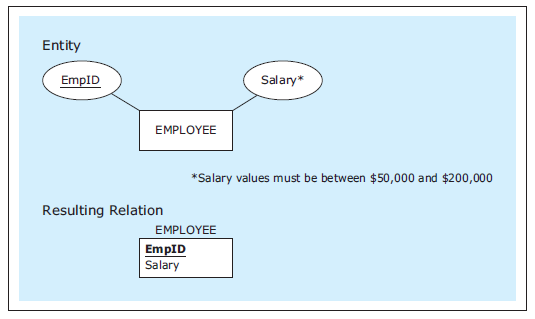 Entity
EmpID
Salary*
EMPLOYEE
*Salary values must be between $50,000 and $200,000
Resulting Relation
EMPLOYEE
EmpID
Salary